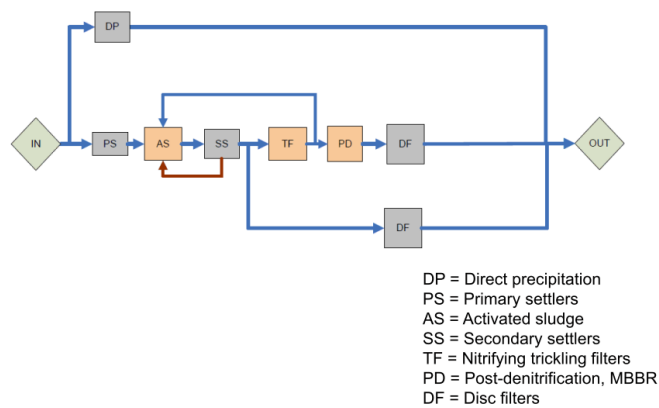 DP
IN
PS
AS
SS
TF
PD
DF
OUT
DF
DP = Direct precipitation
PS = Primary settlers
AS = Activated sludge
SS = Secondary settlers
TF = Nitrifying trickling filters
PD = Post-denitrification, MBBR
DF = Disc filters